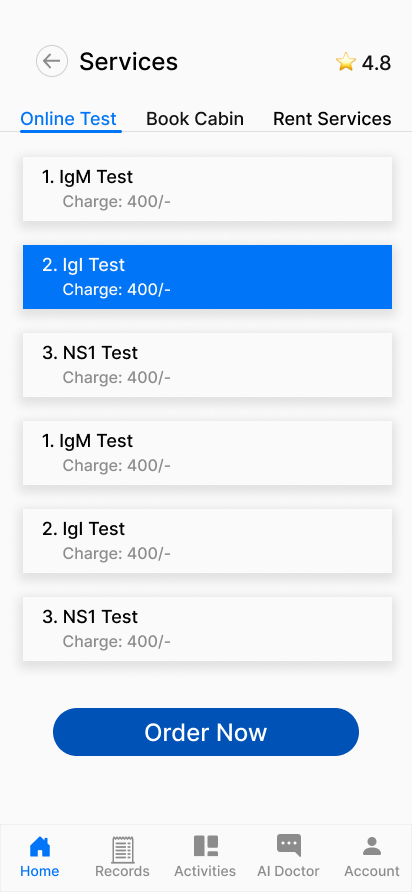 Services
4.8
Online Test Book Cabin Rent Services
1. IgM Test
Charge: 400/-
2. IgI Test
Charge: 400/-
3. NS1 Test
Charge: 400/-
1. IgM Test
Charge: 400/-
2. IgI Test
Charge: 400/-
3. NS1 Test
Charge: 400/-
Order Now
Home Records Activities AI Doctor Account